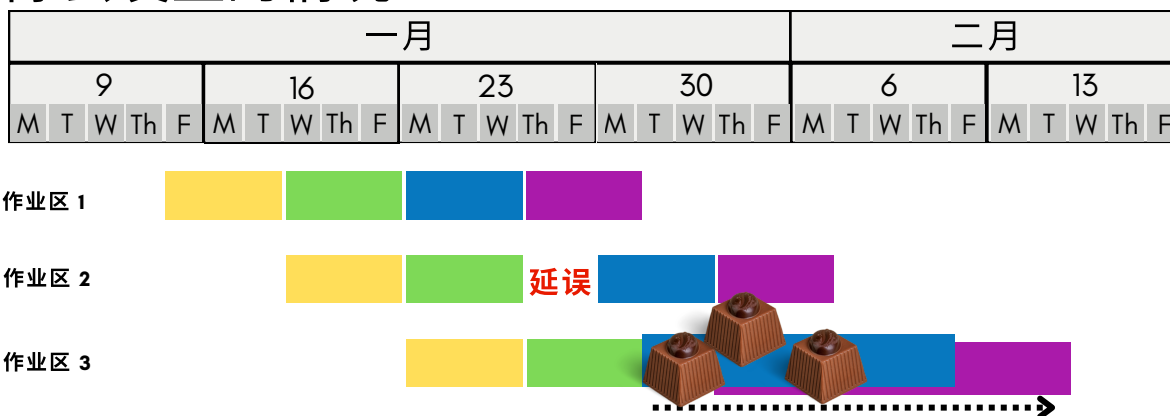 一月 二月
9 16 23 30 6 13
M T W Th F M T W Th F M T W Th F M T W Th F M T W Th F M T W Th F
作业区 1
作业区 2 延误
作业区 3